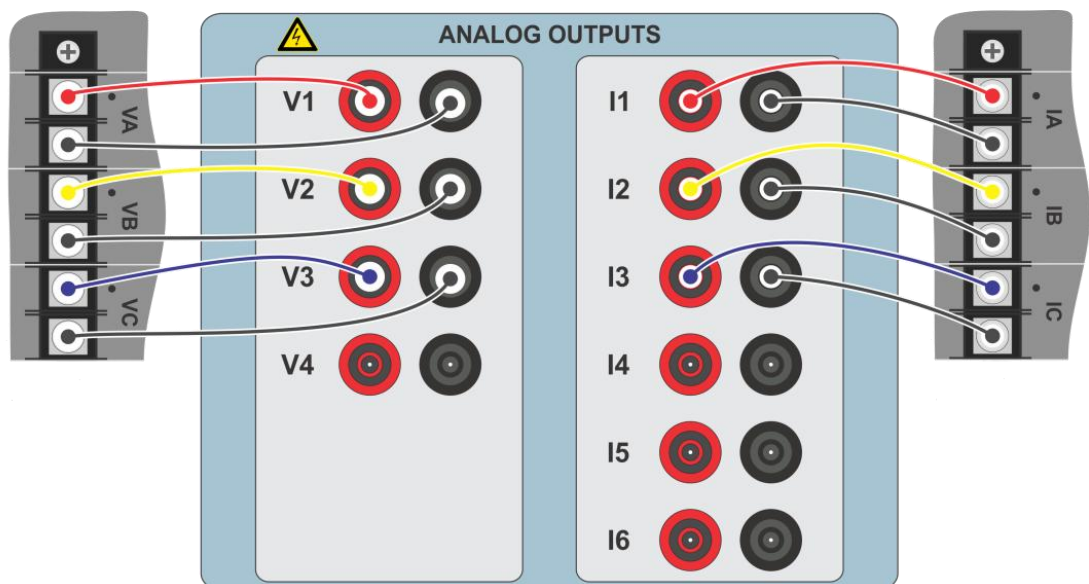 ANALOG OUTPUTS
VA
VB
VC
V1
V2
V3
V4
I1
I2
I3
I4
I5
I6
IA
IB
IC